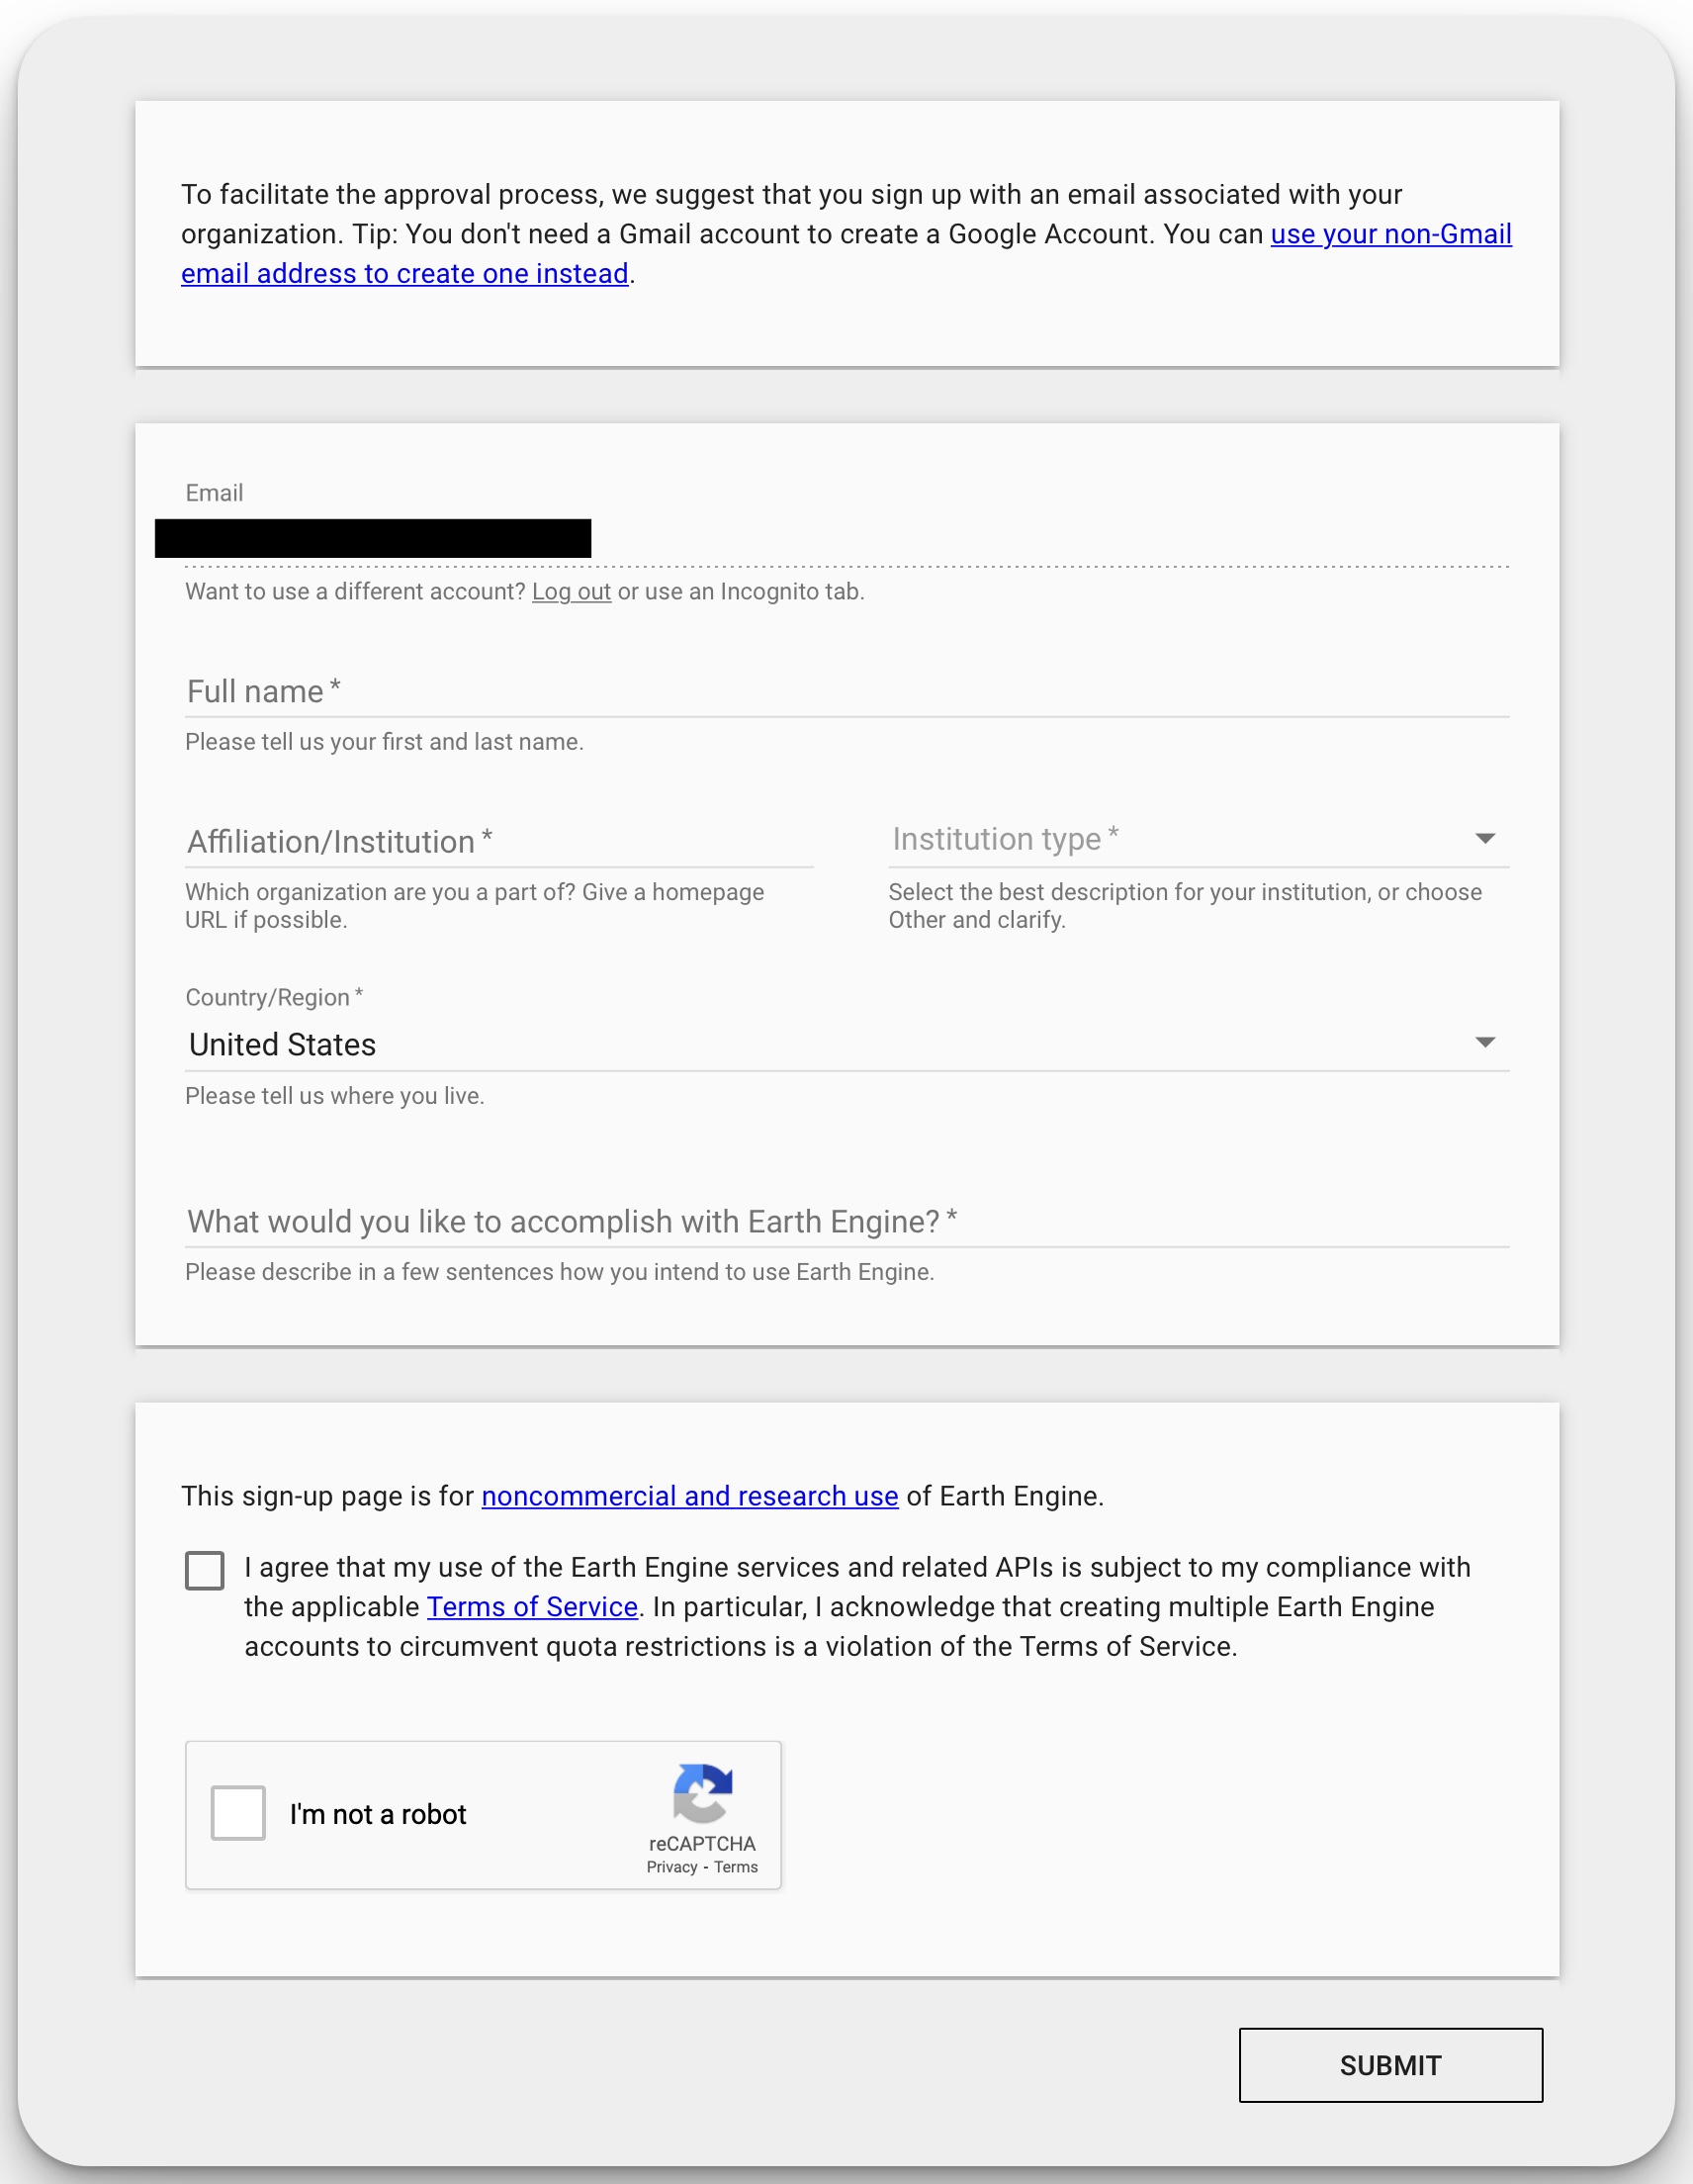 To facilitate the approval process, we suggest that you sign up with an email associated with your
organization. Tip: You don't need a Gmail account to create a Google Account. You can use your non-Gmail
email address to create one instead.
Email
Want to use a different account? Log out or use an Incognito tab.
Full name *
Please tell us your first and last name.
Affiliation/Institution *
Which organization are you a part of? Give a homepage
URL if possible.
Institution type *
Select the best description for your institution, or choose
Other and clarify.
Country/Region *
United States
Please tell us where you live.
What would you like to accomplish with Earth Engine? *
Please describe in a few sentences how you intend to use Earth Engine.
This sign-up page is for noncommercial and research use of Earth Engine.
I agree that my use of the Earth Engine services and related APIs is subject to my compliance with
the applicable Terms of Service. In particular, I acknowledge that creating multiple Earth Engine
accounts to circumvent quota restrictions is a violation of the Terms of Service.
I'm not a robot
reCAPTCHA
Privacy - Terms
SUBMIT